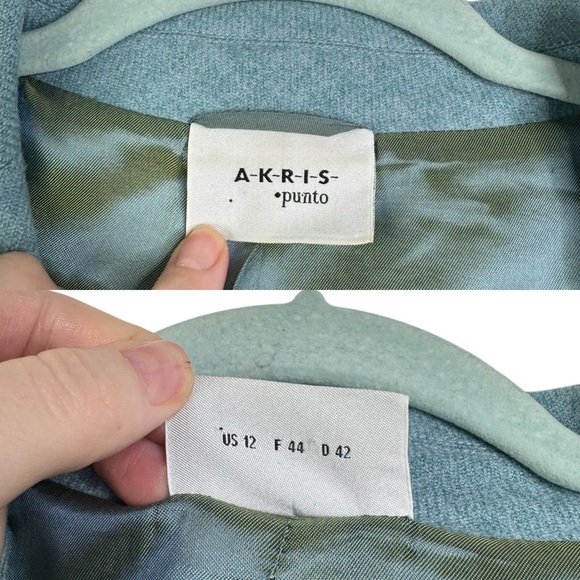 A-K-R-I-S-
•punto
US 12 F 44 D 42